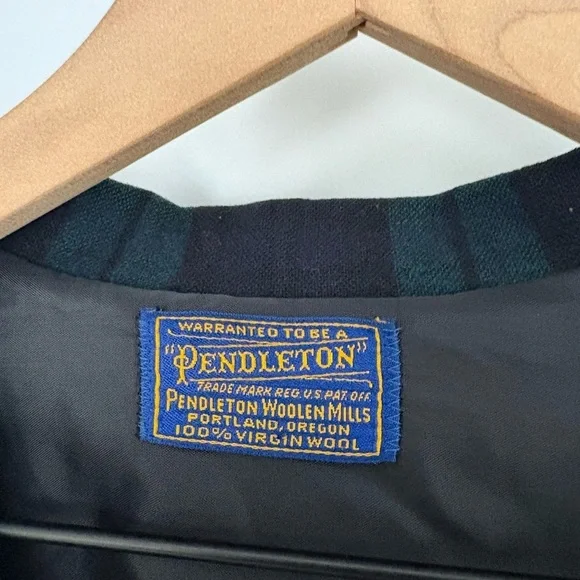 WARRANTED TO BE A
"PENDLETON"
TRADE MARK REG. U.S. PAT. OFF.
PENDLETON WOOLEN MILLS
PORTLAND, OREGON
100% VIRGIN WOOL